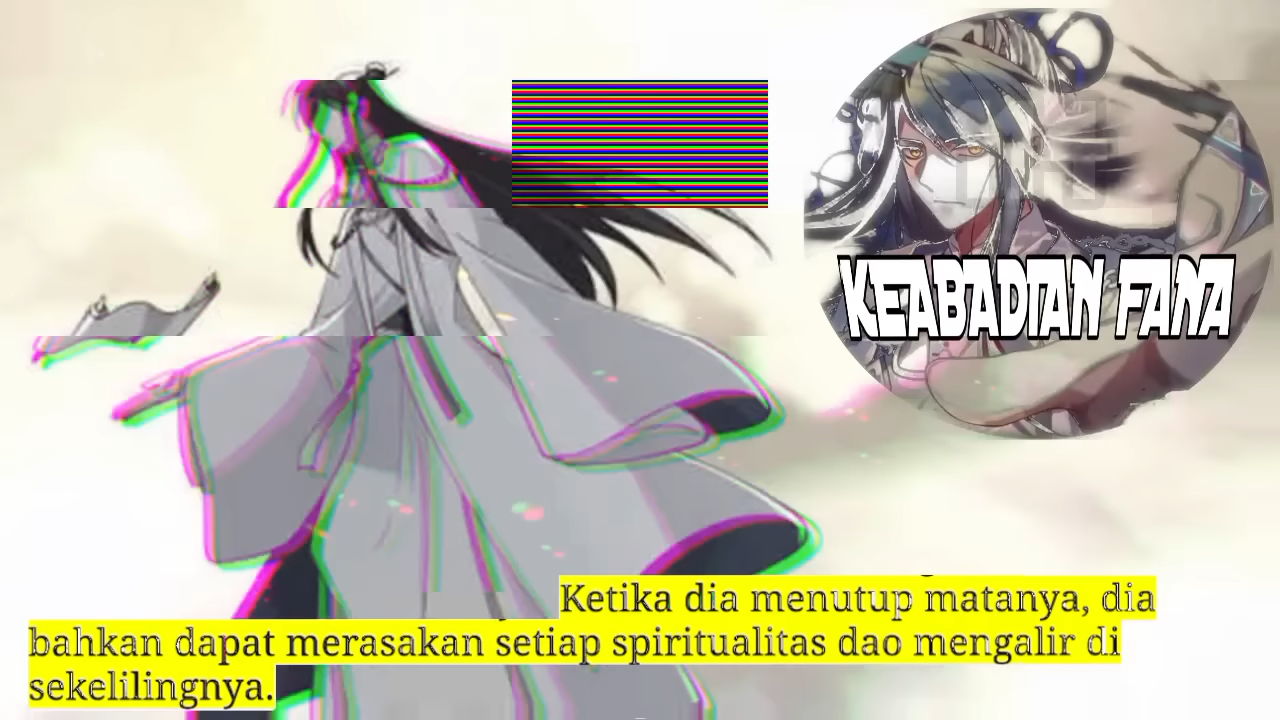 KEABADIAN FANA
Ketika dia menutup matanya, dia
bahkan dapat merasakan setiap spiritualitas dao mengalir di
sekelilingnya.